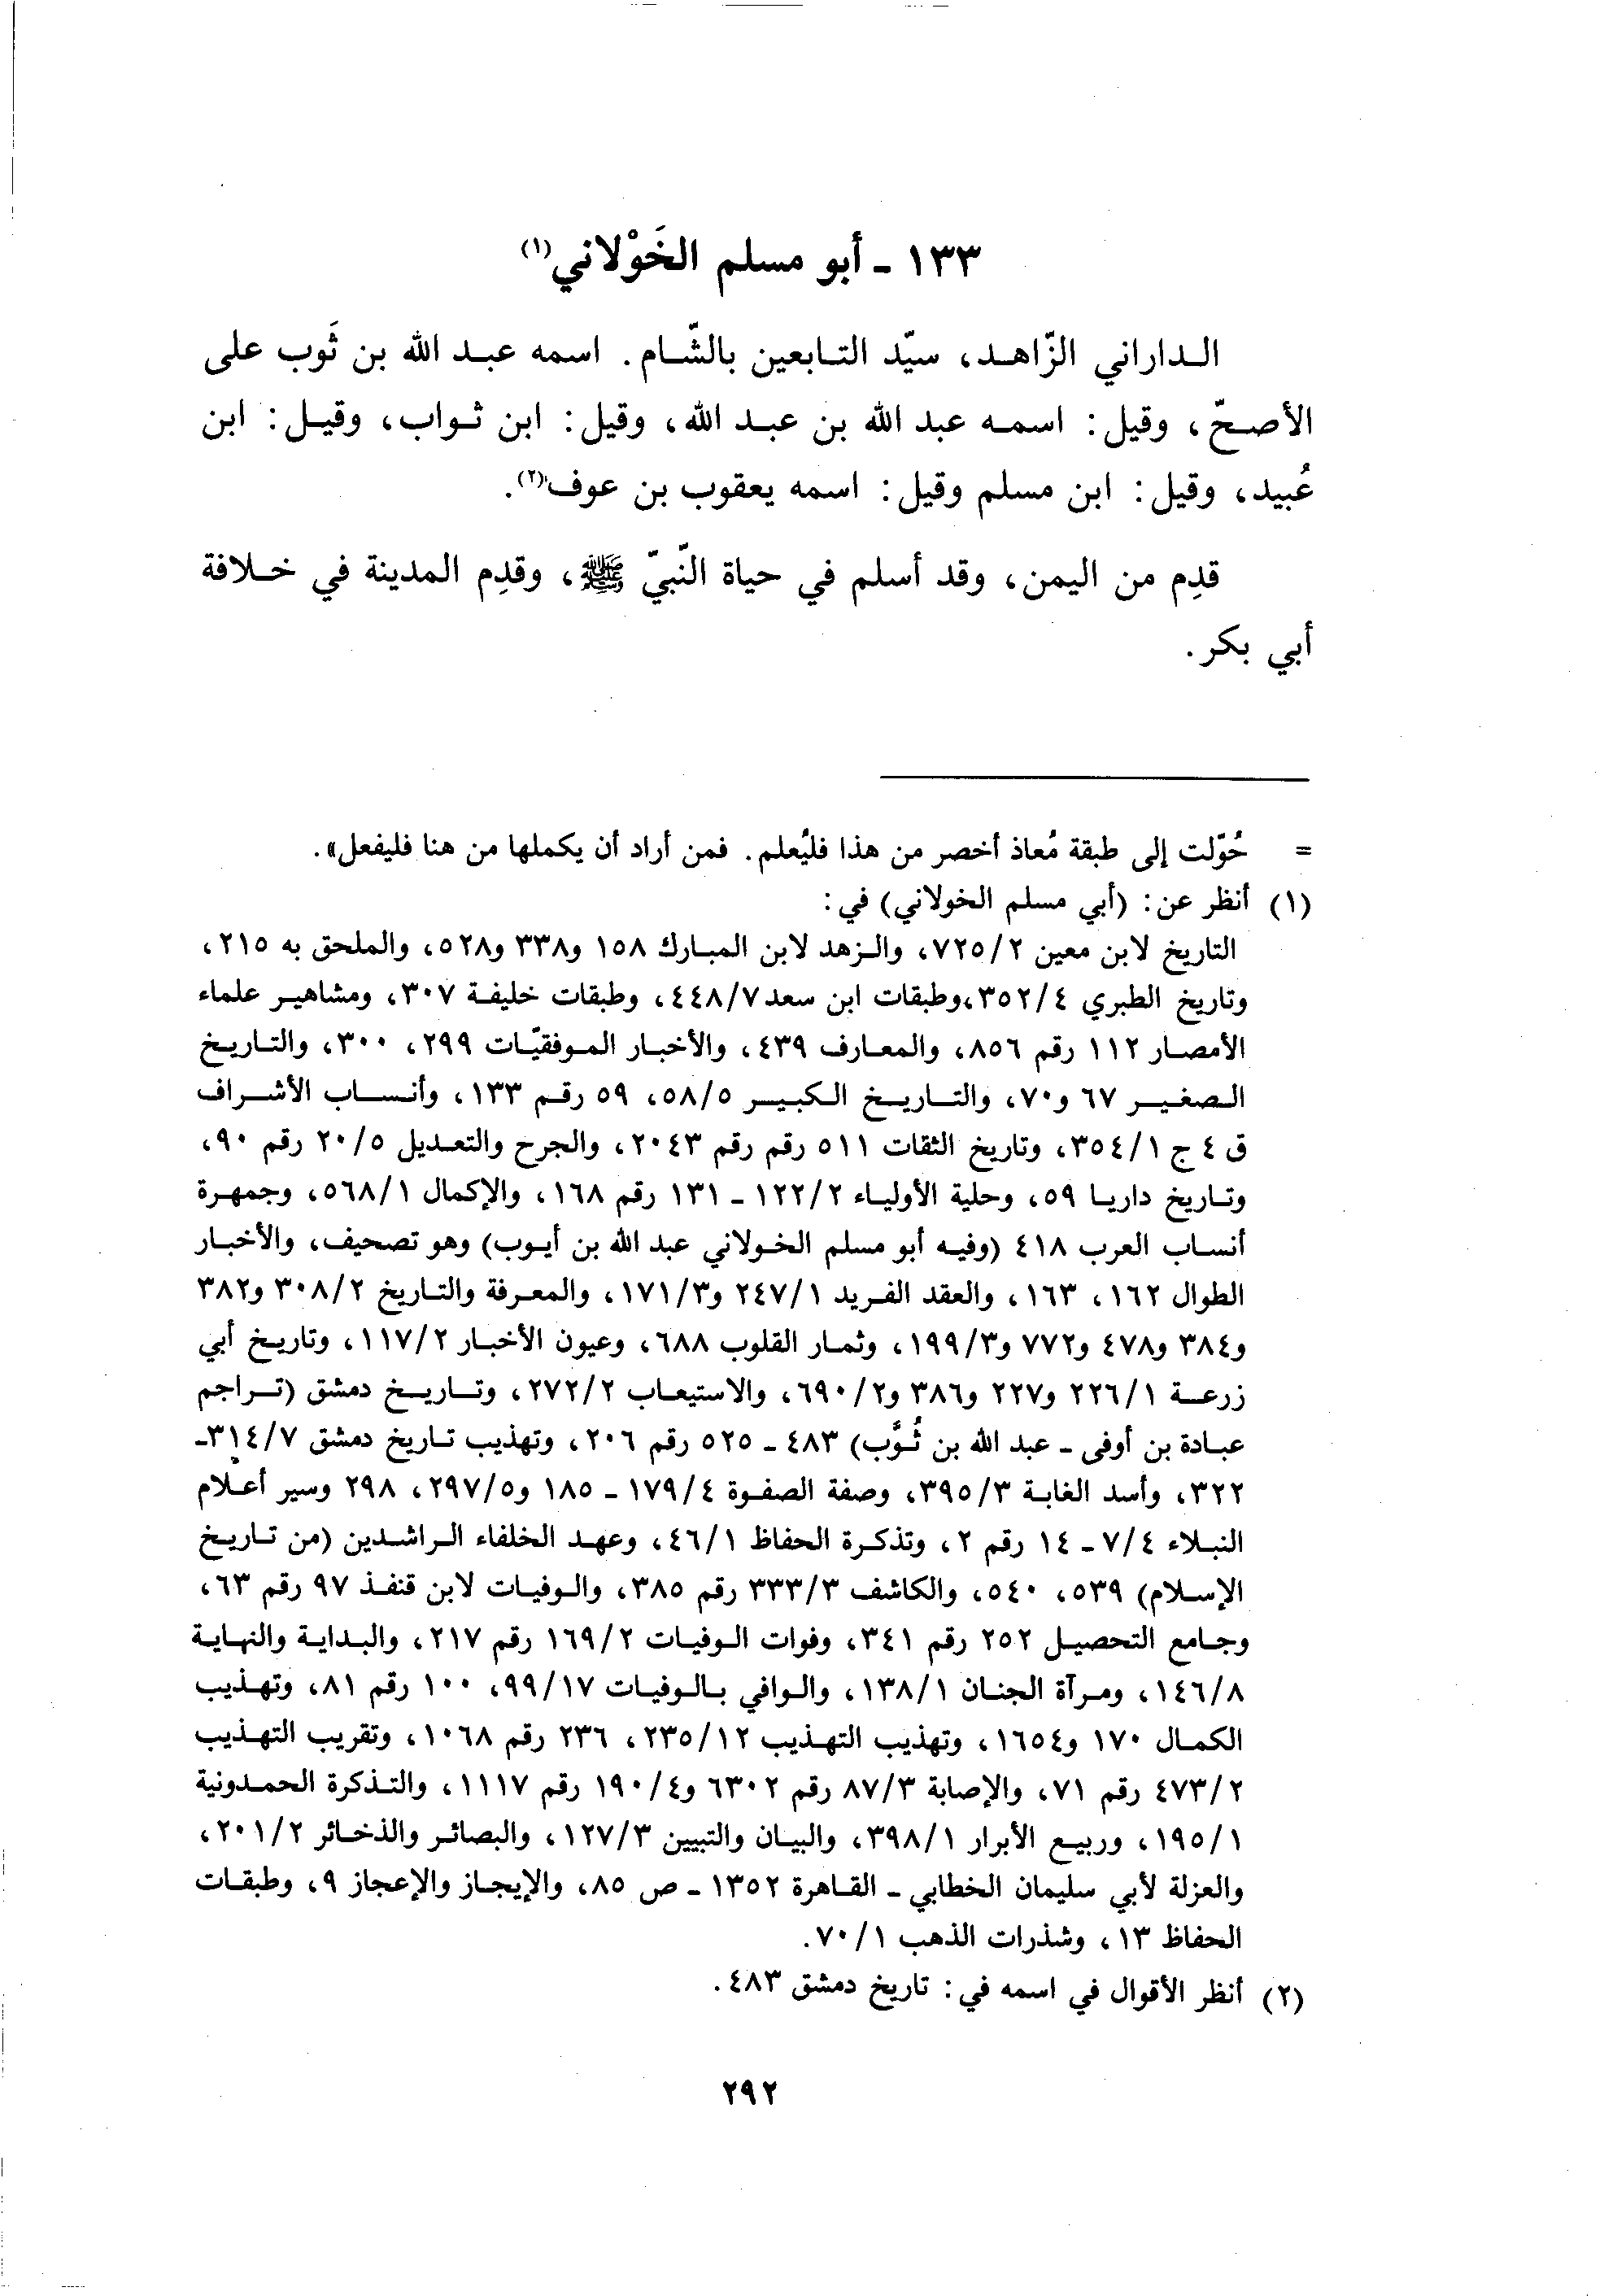 ١٣٣ - أبو مسلم الخَوْلاني(١)
الداراني الزّاهد، سيّد التابعين بالشّام. اسمه عبد الله بن ثَوب على
الأصحّ، وقيل: اسمه عبد الله بن عبد الله، وقيل: ابن ثواب، وقيل: ابن
عُبيد، وقيل: ابن مسلم وقيل: اسمه يعقوب بن عوف(٢).
قدِم من اليمن، وقد أسلم في حياة النّبيّ ﷺ، وقدِم المدينة في خلافة
أبي بكر.
= حُوّلت إلى طبقة مُعاذ أخصر من هذا فليُعلم. فمن أراد أن يكملها من هنا فليفعل».
(١) أنظر عن: (أبي مسلم الخولاني) في:
التاريخ لابن معين ٢/ ٧٢٥، والزهد لابن المبارك ١٥٨ و٣٣٨ و٥٢٨، والملحق به ٢١٥،
وتاريخ الطبري ٤/ ٣٥٢،وطبقات ابن سعد ٧/ ٤٤٨، وطبقات خليفة ٣٠٧، ومشاهير علماء
الأمصار ١١٢ رقم ٨٥٦، والمعارف ٤٣٩، والأخبار الموفقيّات ٢٩٩، ٣٠٠، والتاريخ
الصغير ٦٧ و٧٠، والتاريخ الكبير ٥/ ٥٨، ٥٩ رقم ١٣٣، وأنساب الأشراف
ق ٤ ج ١/ ٣٥٤، وتاريخ الثقات ٥١١ رقم رقم ٢٠٤٣، والجرح والتعديل ٥/ ٢٠ رقم ٩٠،
وتاريخ داريا ٥٩، وحلية الأولياء ٢/ ١٢٢ - ١٣١ رقم ١٦٨، والإكمال ١/ ٥٦٨، وجمهرة
أنساب العرب ٤١٨ (وفيه أبو مسلم الخولاني عبد الله بن أيوب) وهو تصحيف، والأخبار
الطوال ١٦٢، ١٦٣، والعقد الفريد ١/ ٢٤٧ و٣/ ١٧١، والمعرفة والتاريخ ٢/ ٣٠٨ و٣٨٢
و٣٨٤ و٤٧٨ و٧٧٢ و٣/ ١٩٩، وثمار القلوب ٦٨٨، وعيون الأخبار ٢/ ١١٧، وتاريخ أبي
زرعة ١/ ٢٢٦ و٢٢٧ و٣٨٦ و٢/ ٦٩٠، والاستيعاب ٢/ ٢٧٢، وتاريخ دمشق (تراجم
عبادة بن أوفى - عبد الله بن ثُوَّب) ٤٨٣ - ٥٢٥ رقم ٢٠٦، وتهذيب تاريخ دمشق ٧/ ٣١٤-
٣٢٢، وأسد الغابة ٣/ ٣٩٥، وصفة الصفوة ٤/ ١٧٩ - ١٨٥ و٥/ ٢٩٧، ٢٩٨ وسير أعلام
النبلاء ٤/ ٧ - ١٤ رقم ٢، وتذكرة الحفاظ ١/ ٤٦، وعهد الخلفاء الراشدين (من تاريخ
الإسلام) ٥٣٩، ٥٤٠، والكاشف ٣/ ٣٣٣ رقم ٣٨٥، والوفيات لابن قنفذ ٩٧ رقم ٦٣،
وجامع التحصيل ٢٥٢ رقم ٣٤١، وفوات الوفيات ٢/ ١٦٩ رقم ٢١٧، والبداية والنهاية
٨/ ١٤٦، ومرآة الجنان ١/ ١٣٨، والوافي بالوفيات ١٧/ ٩٩، ١٠٠ رقم ٨١، وتهذيب
الكمال ١٧٠ و١٦٥٤، وتهذيب التهذيب ١٢/ ٢٣٥، ٢٣٦ رقم ١٠٦٨، وتقريب التهذيب
٢/ ٤٧٣ رقم ٧١، والإصابة ٣/ ٨٧ رقم ٦٣٠٢ و٤/ ١٩٠ رقم ١١١٧، والتذكرة الحمدونية
١/ ١٩٥، وربيع الأبرار ١/ ٣٩٨، والبيان والتبيين ٣/ ١٢٧، والبصائر والذخائر ٢/ ٢٠١،
والعزلة لأبي سليمان الخطابي - القاهرة ١٣٥٢ - ص ٨٥، والإيجاز والإعجاز ٩، وطبقات
الحفاظ ١٣، وشذرات الذهب ١/ ٧٠.
(٢) أنظر الأقوال في اسمه في: تاريخ دمشق ٤٨٣.
٢٩٢